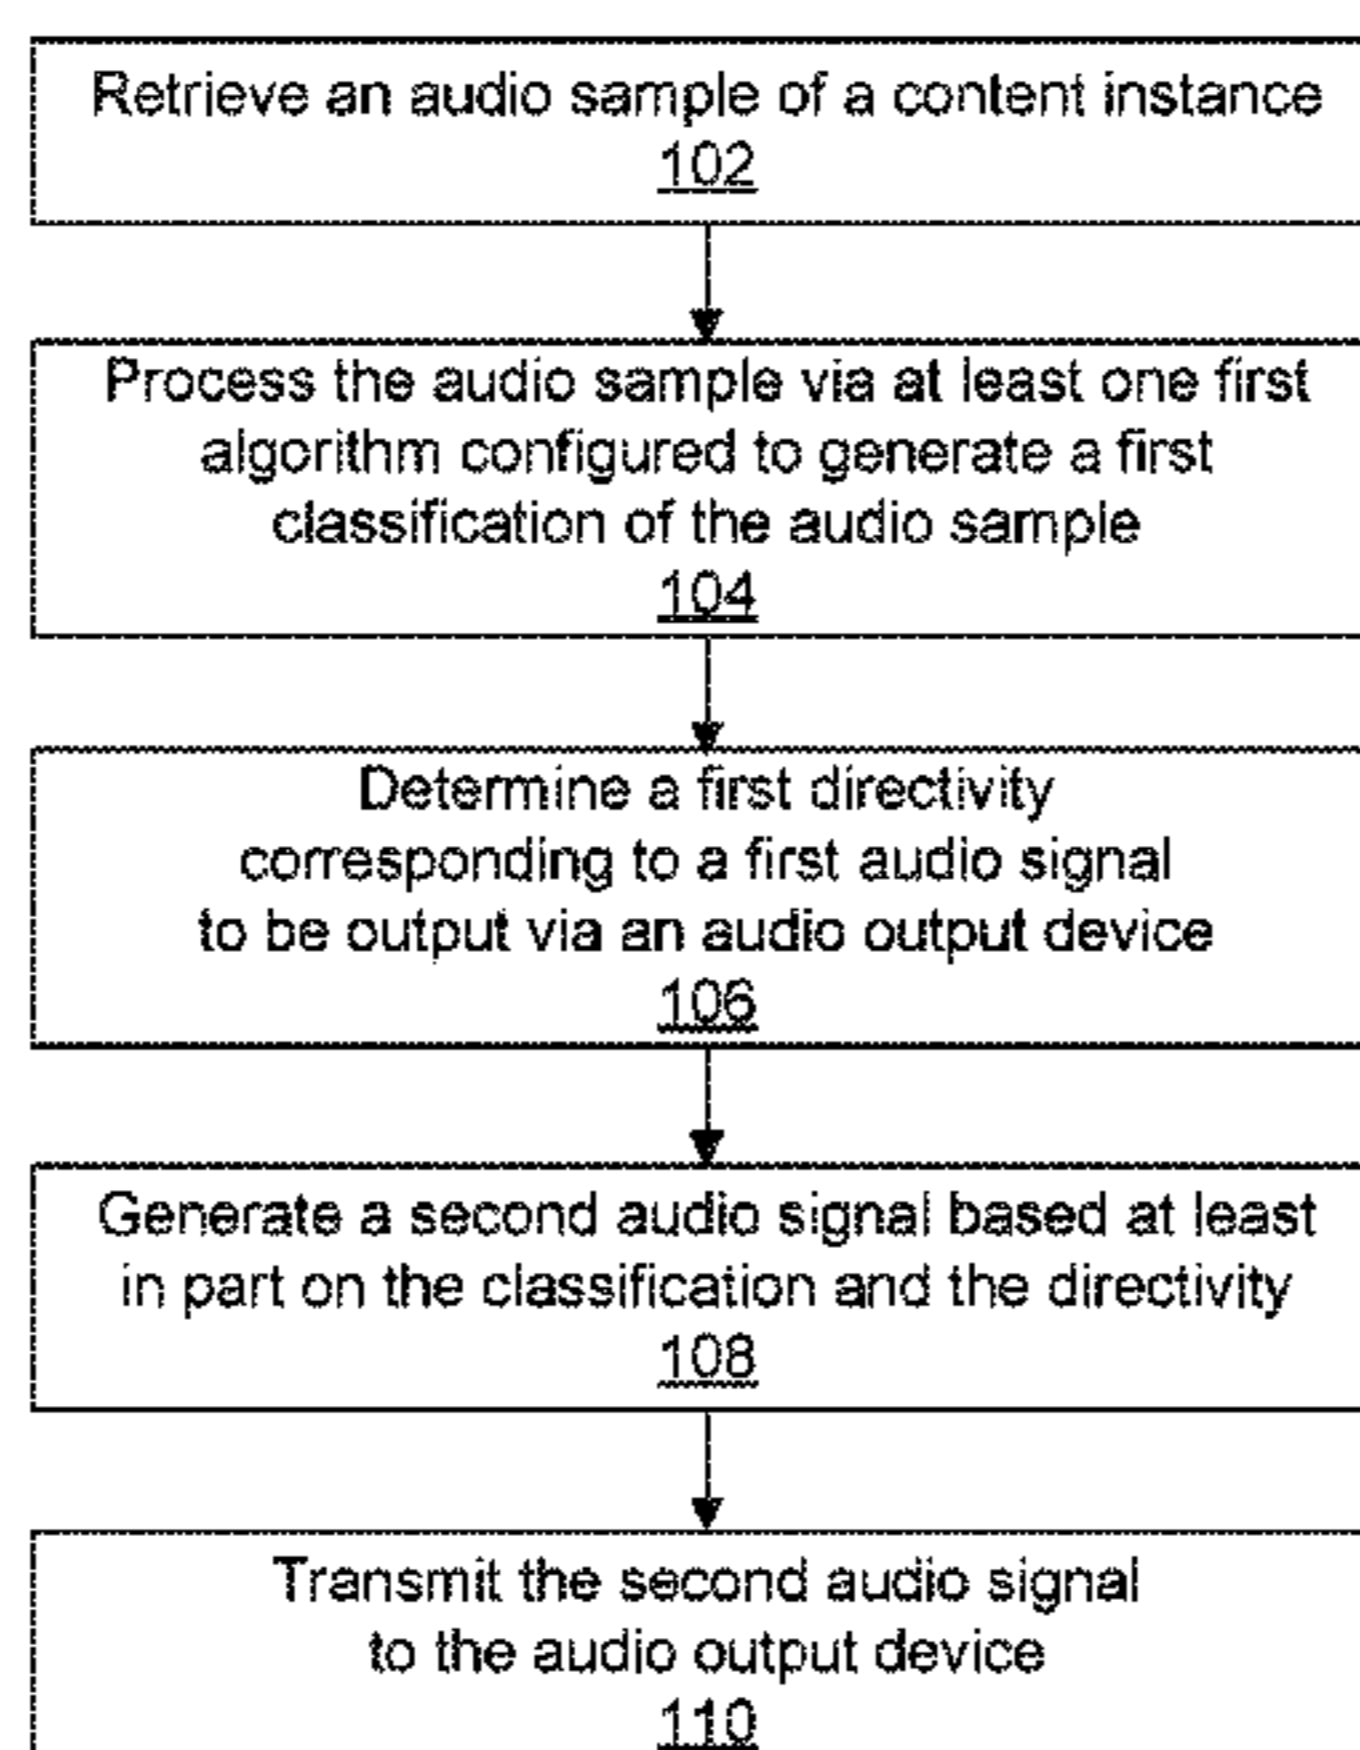 Retrieve an audio sample of a content instance
102
Process the audio sample via at least one first
algorithm configured to generate a first
classification of the audio sample
104
Determine a first directivity
corresponding to a first audio signal
to be output via an audio output device
106
Generate a second audio signal based at least
in part on the classification and the directivity
108
Transmit the second audio signal
to the audio output device
110